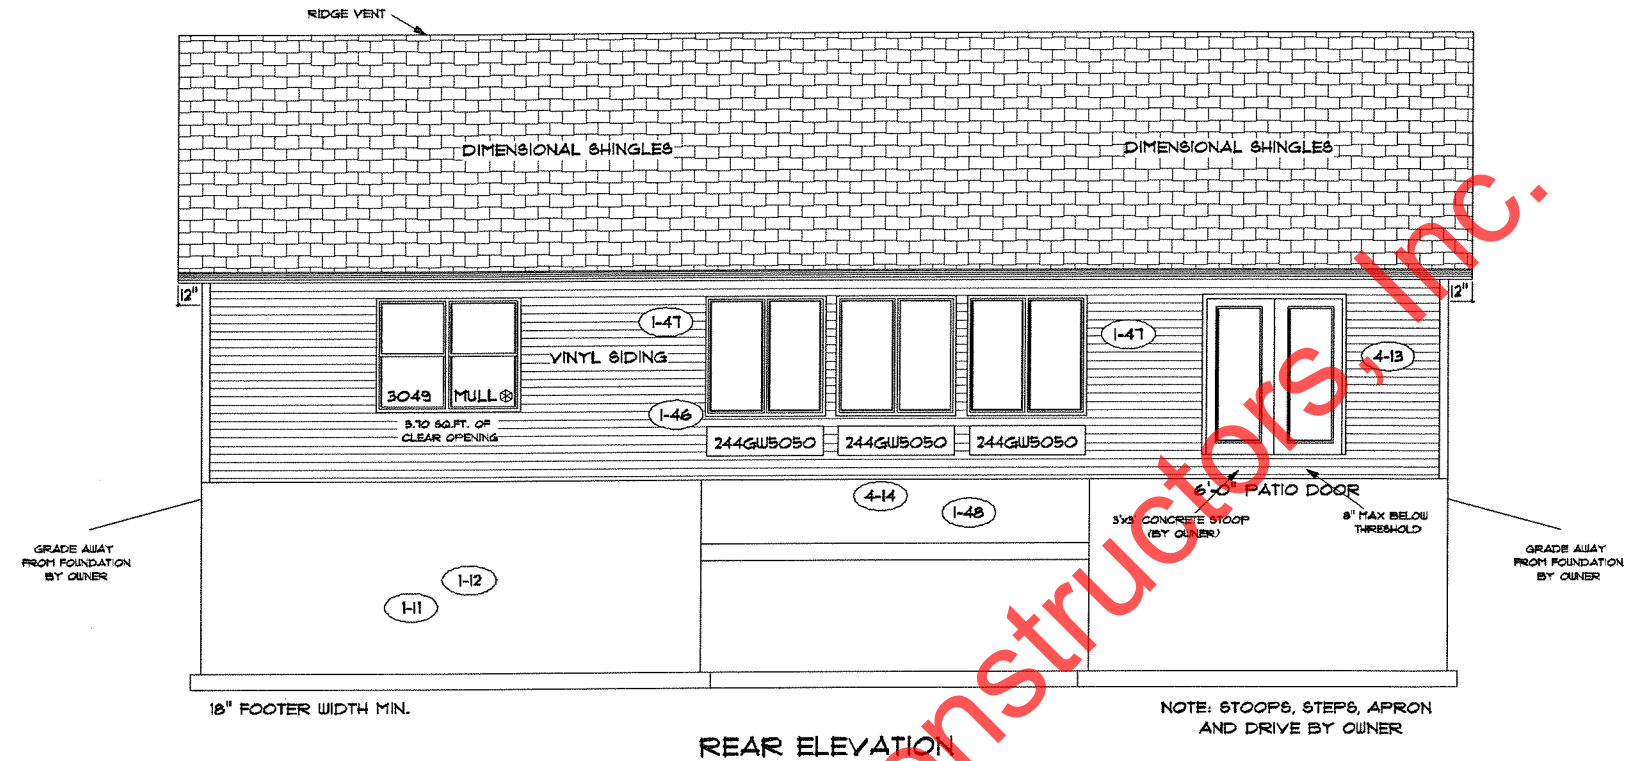 RIDGE VENT
DIMENSIONAL SHINGLES
DIMENSIONAL SHINGLES
12"
12"
1-47
1-47
VINYL SIDING
4-13
3049
MULL
1-46
5.70 SQ.FT. OF
CLEAR OPENING
244GW5050
244GW5050
244GW5050
4-14
1-48
6'-0" PATIO DOOR
3'x3' CONCRETE STOOP
(BY OWNER)
8" MAX BELOW
THRESHOLD
GRADE AWAY
FROM FOUNDATION
BY OWNER
GRADE AWAY
FROM FOUNDATION
BY OWNER
1-12
1-11
18" FOOTER WIDTH MIN.
NOTE: STOOPS, STEPS, APRON
AND DRIVE BY OWNER
REAR ELEVATION
onstructors, Inc.